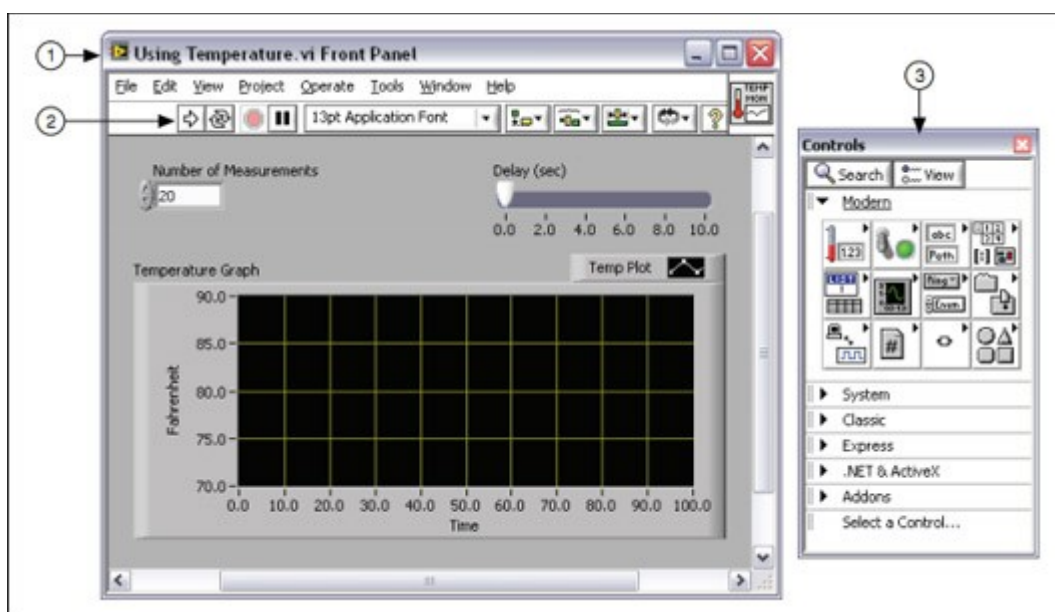 1
Using Temperature.vi Front Panel
File Edit View Project Operate Tools Window Help
TEMP
MON
2
13pt Application Font
?
Number of Measurements
20
Delay (sec)
0.0 2.0 4.0 6.0 8.0 10.0
Temperature Graph
Temp Plot
90.0
85.0
80.0
75.0
70.0
Fahrenheit
0.0 10.0 20.0 30.0 40.0 50.0 60.0 70.0 80.0 90.0 100.0
Time
3
Controls
Search View
Modern
123
abc
Path
LIST
Ring
Enum
#
System
Classic
Express
.NET & ActiveX
Addons
Select a Control...